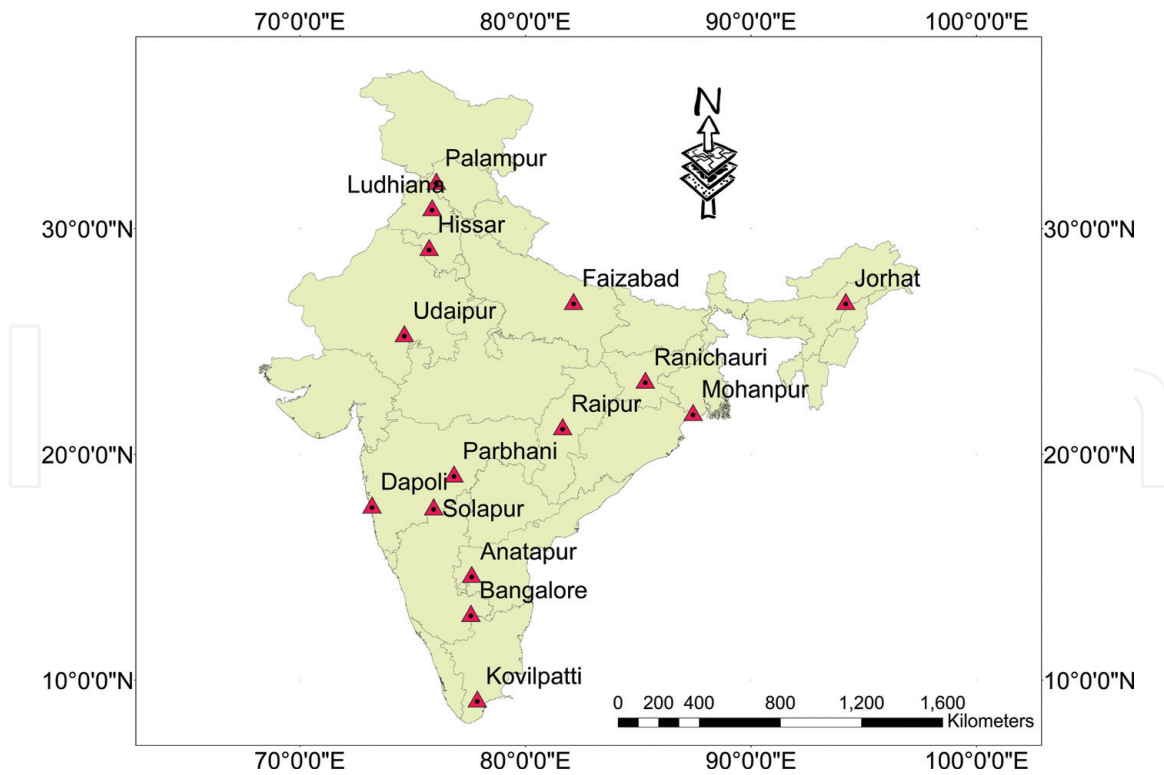 70°0'0"E 80°0'0"E 90°0'0"E 100°0'0"E
N
Palampur
Ludhiana
30°0'0"N
Hissar
30°0'0"N
Faizabad
Jorhat
Udaipur
Ranichauri
Mohanpur
Raipur
20°0'0"N
Parbhani
20°0'0"N
Dapoli
Solapur
Anatapur
Bangalore
Kovilpatti
10°0'0"N
10°0'0"N
0 200 400 800 1,200 1,600
Kilometers
70°0'0"E 80°0'0"E 90°0'0"E 100°0'0"E